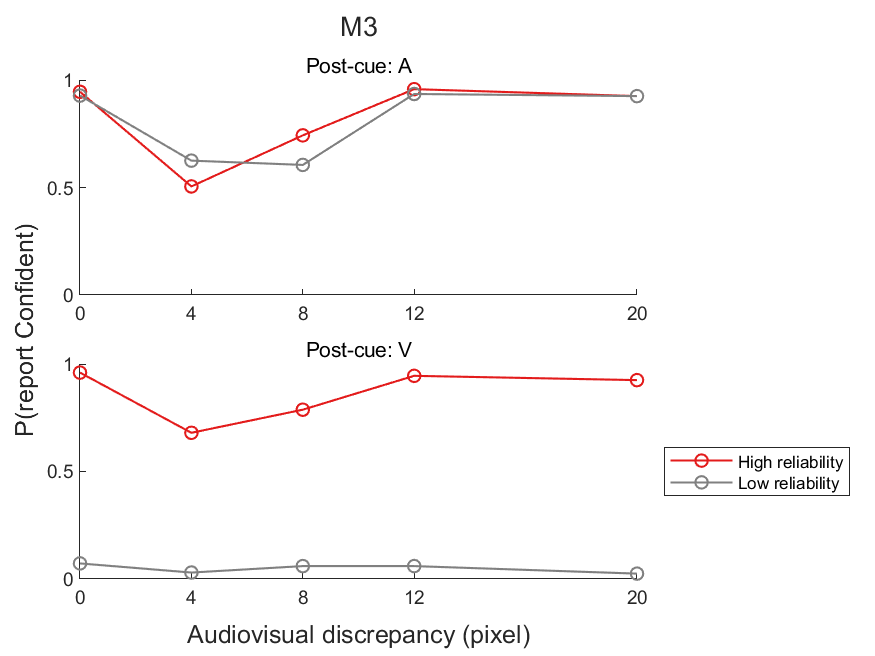 M3
Post-cue: A
1
0.5
0
0 4 8 12 20
P(report Confident)
Post-cue: V
1
0.5
0
0 4 8 12 20
Audiovisual discrepancy (pixel)
High reliability
Low reliability